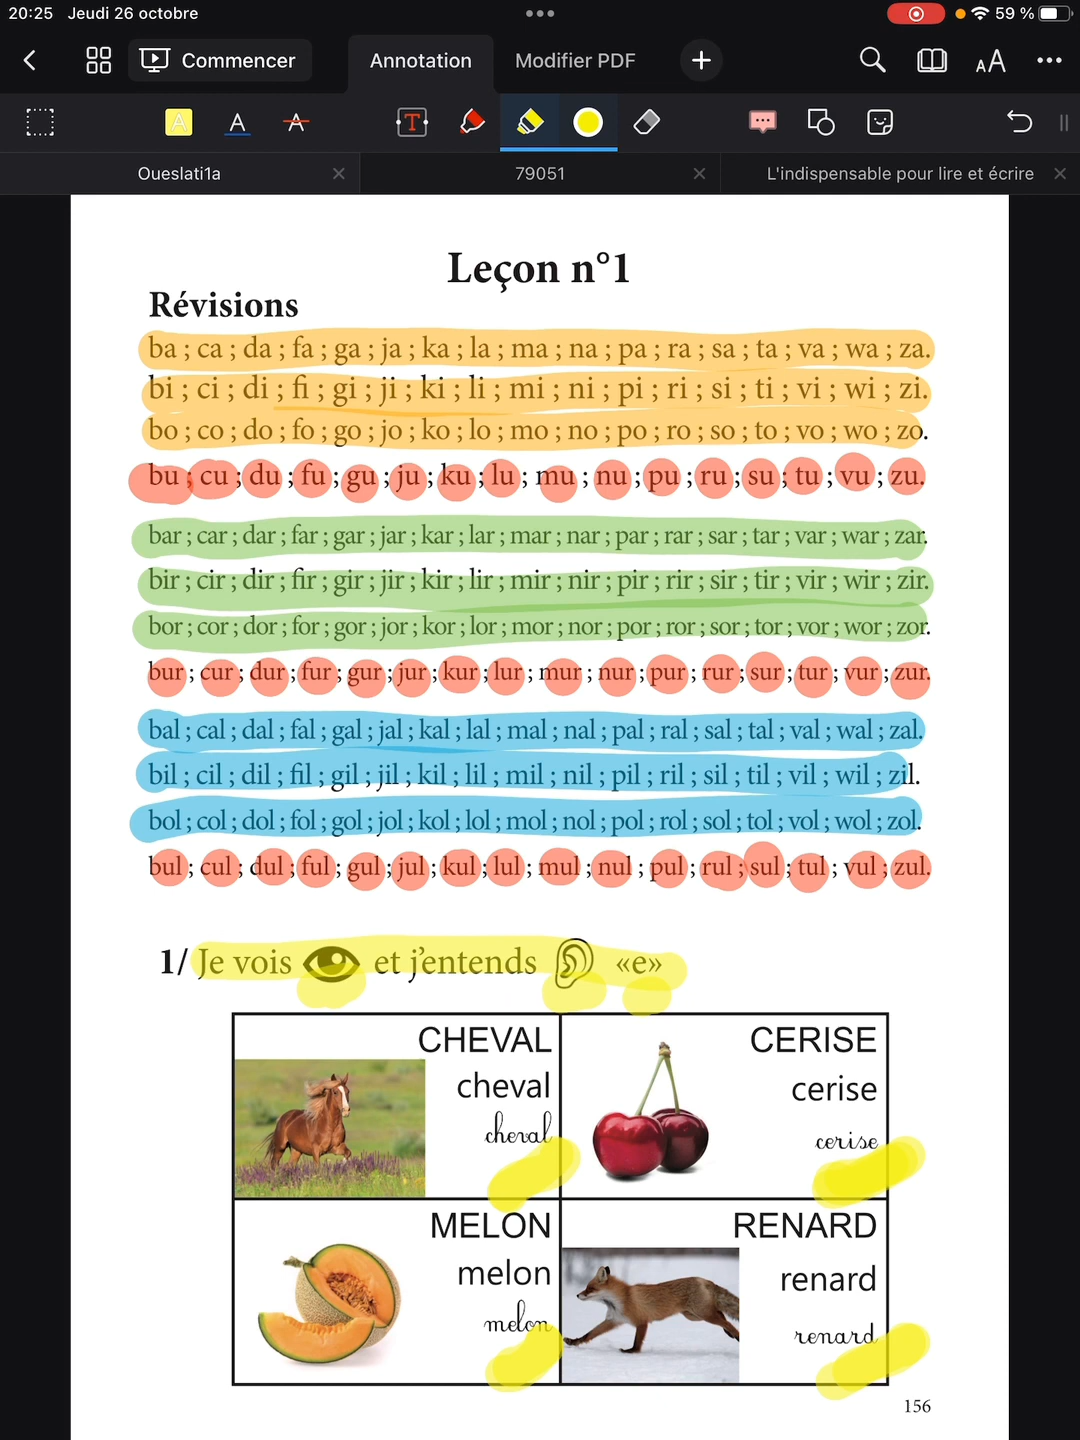 20:25 Jeudi 26 octobre 59 %
Commencer Annotation Modifier PDF
A A A T AA
Oueslati1a 79051 L'indispensable pour lire et écrire
Leçon n°1
Révisions
ba ; ca ; da ; fa ; ga ; ja ; ka ; la ; ma ; na ; pa ; ra ; sa ; ta ; va ; wa ; za.
bi ; ci ; di ; fi ; gi ; ji ; ki ; li ; mi ; ni ; pi ; ri ; si ; ti ; vi ; wi ; zi.
bo ; co ; do ; fo ; go ; jo ; ko ; lo ; mo ; no ; po ; ro ; so ; to ; vo ; wo ; zo.
bu ; cu ; du ; fu ; gu ; ju ; ku ; lu ; mu ; nu ; pu ; ru ; su ; tu ; vu ; zu.
bar ; car ; dar ; far ; gar ; jar ; kar ; lar ; mar ; nar ; par ; rar ; sar ; tar ; var ; war ; zar.
bir ; cir ; dir ; fir ; gir ; jir ; kir ; lir ; mir ; nir ; pir ; rir ; sir ; tir ; vir ; wir ; zir.
bor ; cor ; dor ; for ; gor ; jor ; kor ; lor ; mor ; nor ; por ; ror ; sor ; tor ; vor ; wor ; zor.
bur ; cur ; dur ; fur ; gur ; jur ; kur ; lur ; mur ; nur ; pur ; rur ; sur ; tur ; vur ; zur.
bal ; cal ; dal ; fal ; gal ; jal ; kal ; lal ; mal ; nal ; pal ; ral ; sal ; tal ; val ; wal ; zal.
bil ; cil ; dil ; fil ; gil ; jil ; kil ; lil ; mil ; nil ; pil ; ril ; sil ; til ; vil ; wil ; zil.
bol ; col ; dol ; fol ; gol ; jol ; kol ; lol ; mol ; nol ; pol ; rol ; sol ; tol ; vol ; wol ; zol.
bul ; cul ; dul ; ful ; gul ; jul ; kul ; lul ; mul ; nul ; pul ; rul ; sul ; tul ; vul ; zul.
1/ Je vois et j'entends «e»
CHEVAL
cheval
cheval
CERISE
cerise
cerise
MELON
melon
melon
RENARD
renard
renard
156